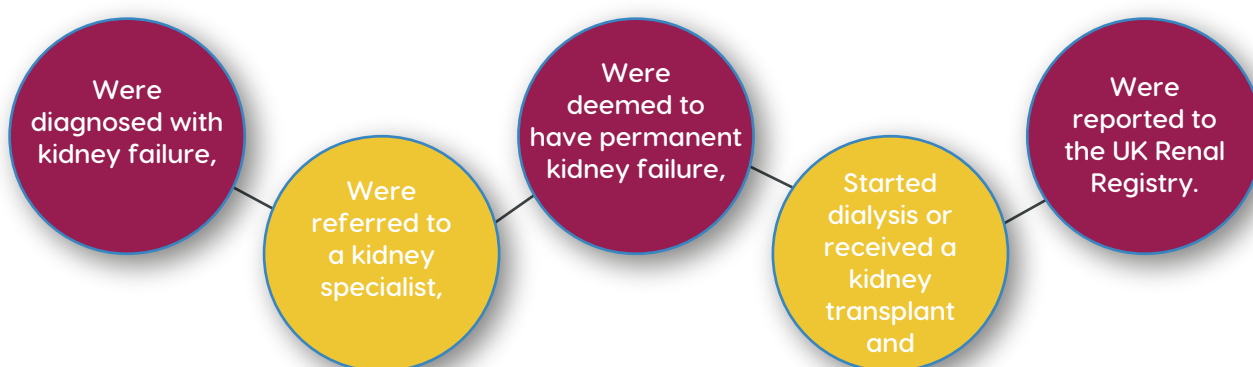 Were
diagnosed with
kidney failure,
Were
referred to
a kidney
specialist,
Were
deemed to
have permanent
kidney failure,
Started
dialysis or
received a
kidney
transplant
and
Were
reported to
the UK Renal
Registry.